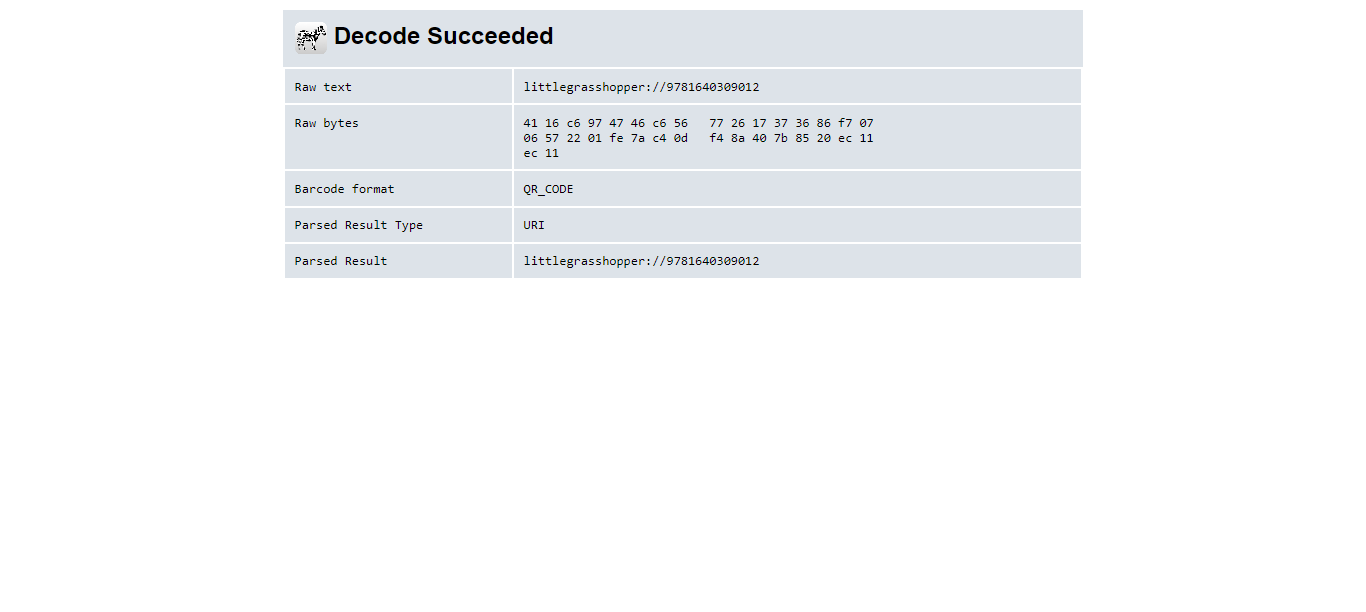 Decode Succeeded
Raw text littlegrasshopper://9781640309012
Raw bytes 41 16 c6 97 47 46 c6 56 77 26 17 37 36 86 f7 07
06 57 22 01 fe 7a c4 0d f4 8a 40 7b 85 20 ec 11
ec 11
Barcode format QR_CODE
Parsed Result Type URI
Parsed Result littlegrasshopper://9781640309012